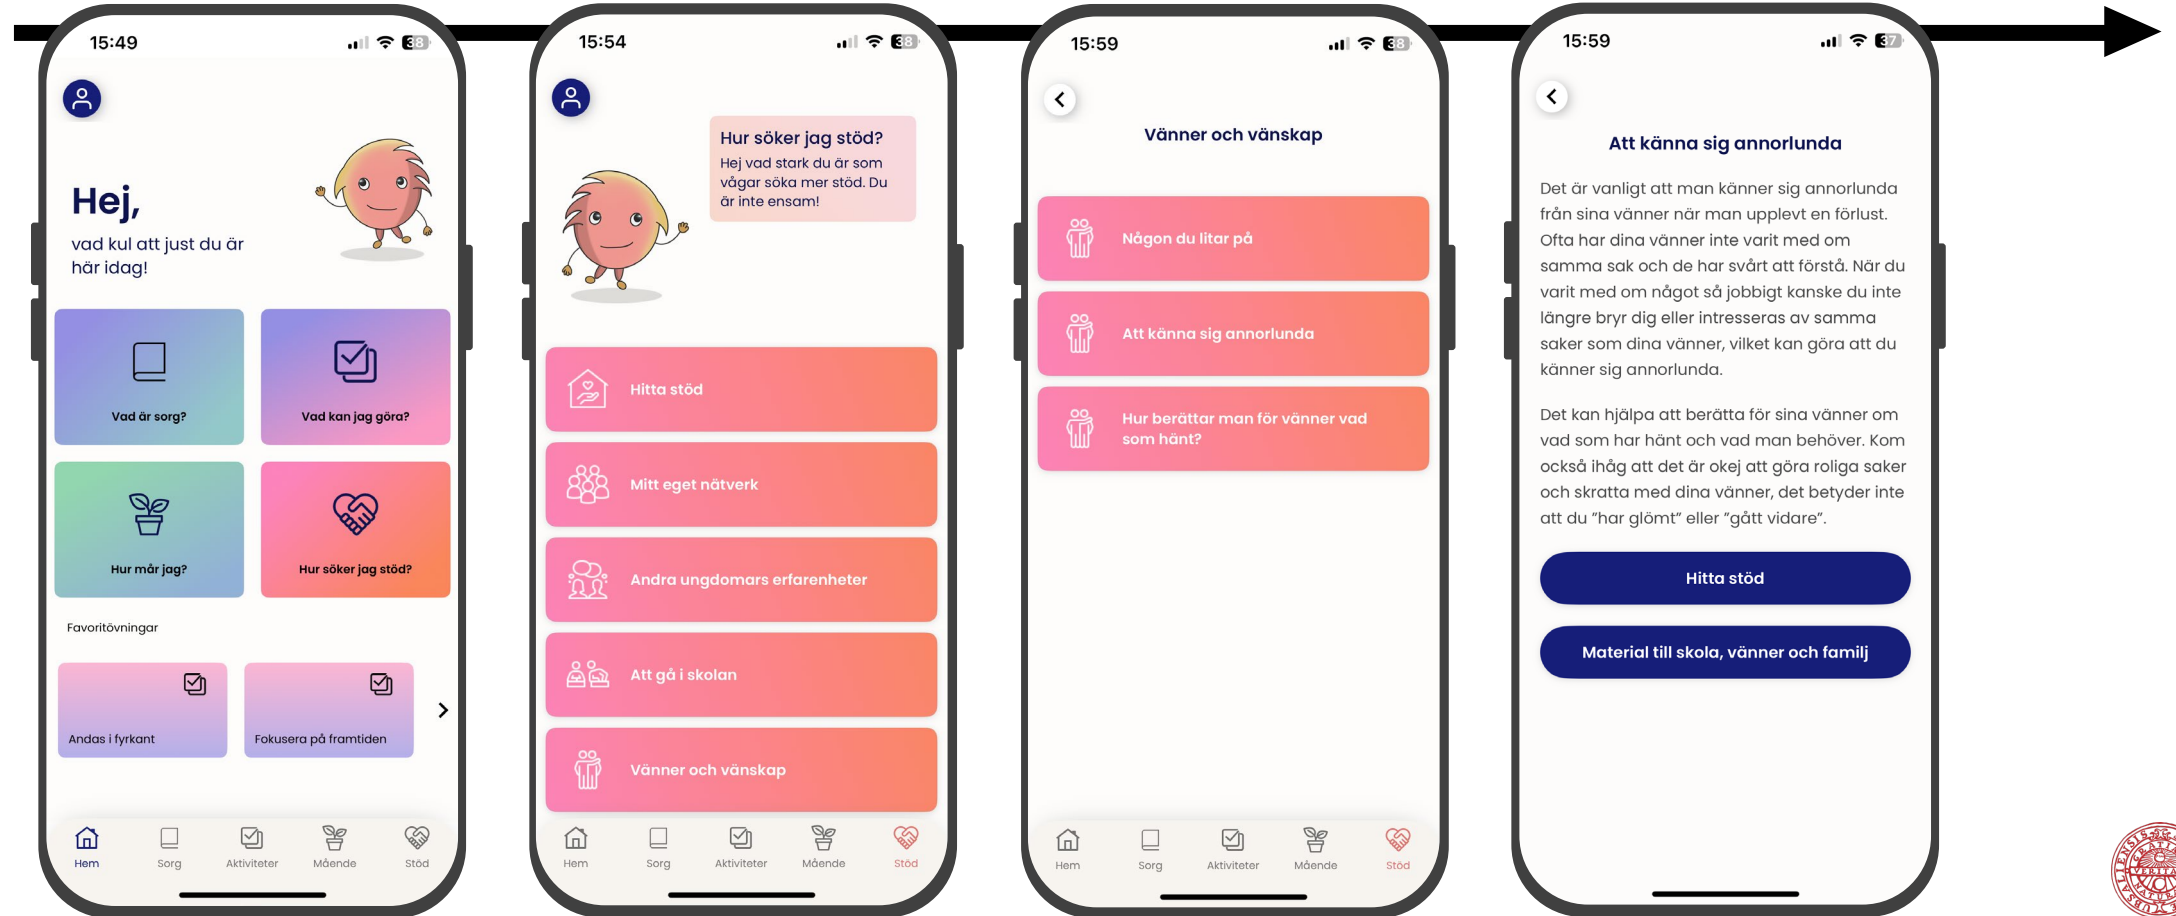 15:49
38
Hej,
vad kul att just du är
här idag!
Vad är sorg?
Vad kan jag göra?
Hur mår jag?
Hur söker jag stöd?
Favoritövningar
Andas i fyrkant
Fokusera på framtiden
Hem
Sorg
Aktiviteter
Mående
Stöd
15:54
38
Hur söker jag stöd?
Hej vad stark du är som
vågar söka mer stöd. Du
är inte ensam!
Hitta stöd
Mitt eget nätverk
Andra ungdomars erfarenheter
Att gå i skolan
Vänner och vänskap
Hem
Sorg
Aktiviteter
Mående
Stöd
15:59
38
Vänner och vänskap
Någon du litar på
Att känna sig annorlunda
Hur berättar man för vänner vad
som hänt?
Hem
Sorg
Aktiviteter
Mående
Stöd
15:59
37
Att känna sig annorlunda
Det är vanligt att man känner sig annorlunda
från sina vänner när man upplevt en förlust.
Ofta har dina vänner inte varit med om
samma sak och de har svårt att förstå. När du
varit med om något så jobbigt kanske du inte
längre bryr dig eller intresseras av samma
saker som dina vänner, vilket kan göra att du
känner sig annorlunda.
Det kan hjälpa att berätta för sina vänner om
vad som har hänt och vad man behöver. Kom
också ihåg att det är okej att göra roliga saker
och skratta med dina vänner, det betyder inte
att du ”har glömt” eller ”gått vidare”.
Hitta stöd
Material till skola, vänner och familj